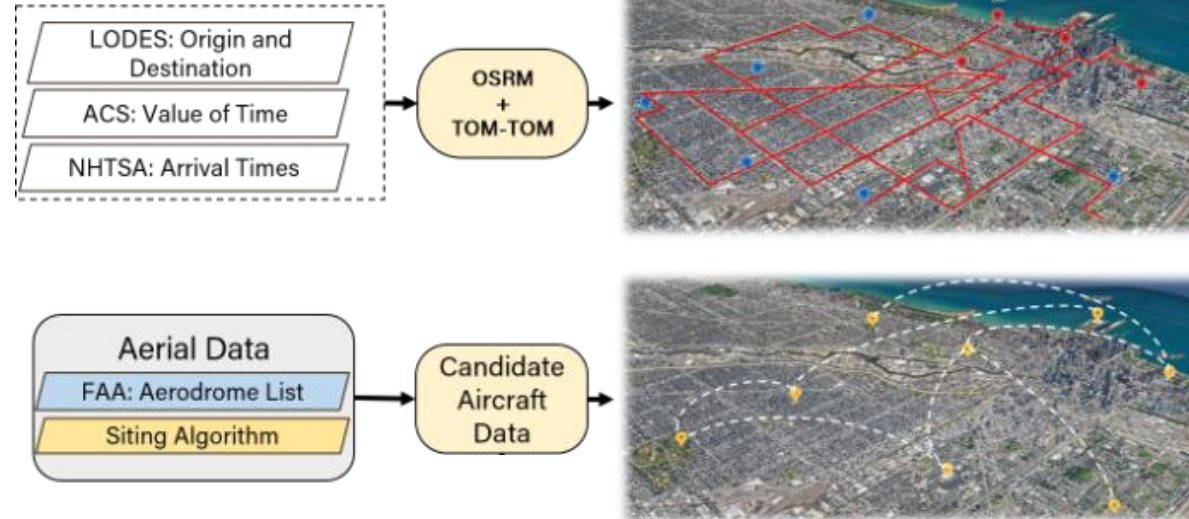 LODES: Origin and
Destination
ACS: Value of Time
NHTSA: Arrival Times
OSRM
+
TOM-TOM
Aerial Data
FAA: Aerodrome List
Siting Algorithm
Candidate
Aircraft
Data